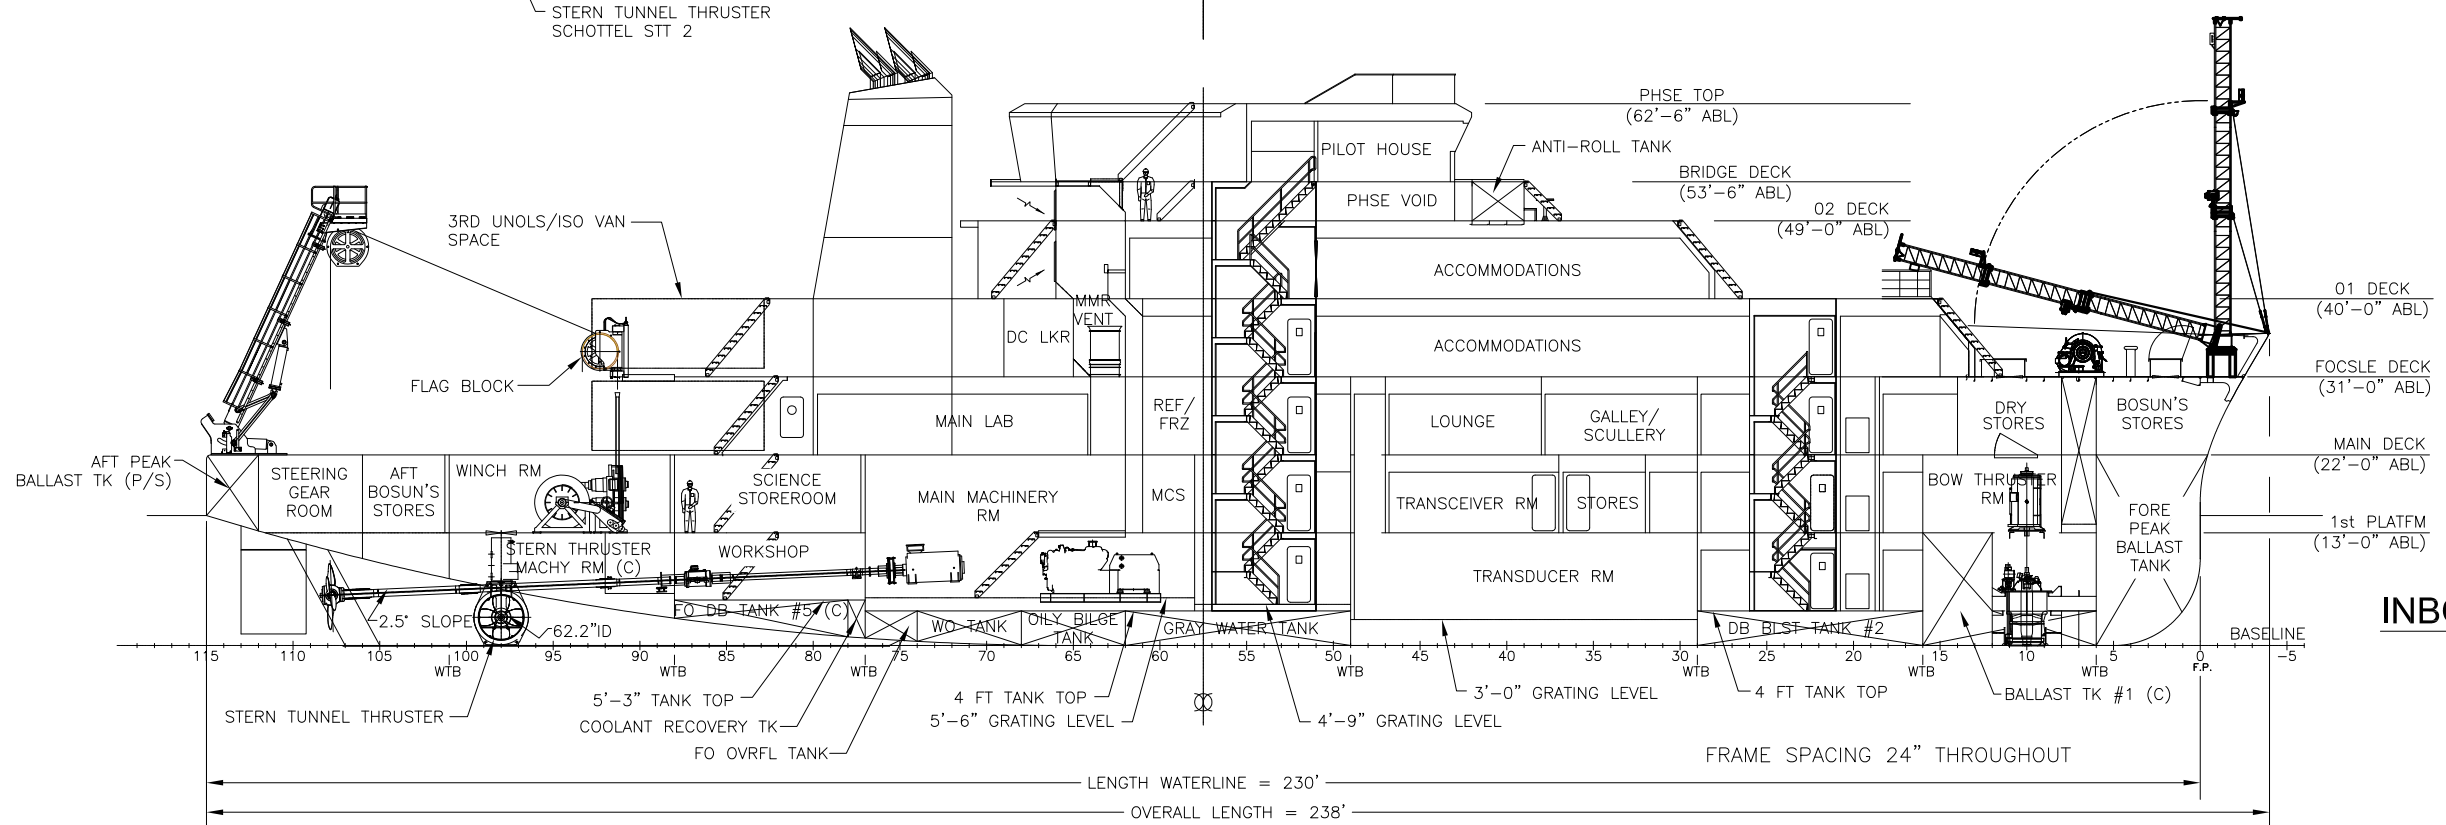 STERN TUNNEL THRUSTER
SCHOTTEL STT 2
PHSE TOP
(62'-6" ABL)
PILOT HOUSE
ANTI-ROLL TANK
BRIDGE DECK
(53'-6" ABL)
PHSE VOID
02 DECK
(49'-0" ABL)
3RD UNOLS/ISO VAN
SPACE
ACCOMMODATIONS
01 DECK
(40'-0" ABL)
MMR
VENT
DC LKR
ACCOMMODATIONS
FLAG BLOCK
FOCSLE DECK
(31'-0" ABL)
MAIN LAB
REF/
FRZ
LOUNGE
GALLEY/
SCULLERY
DRY
STORES
BOSUN'S
STORES
MAIN DECK
(22'-0" ABL)
AFT PEAK
BALLAST TK (P/S)
STEERING
GEAR
ROOM
AFT
BOSUN'S
STORES
WINCH RM
SCIENCE
STOREROOM
MAIN MACHINERY
RM
MCS
TRANSCEIVER RM
STORES
BOW THRUSTER
RM
FORE
PEAK
BALLAST
TANK
1st PLATFM
(13'-0" ABL)
STERN THRUSTER
MACHY RM (C)
WORKSHOP
TRANSDUCER RM
FO DB TANK #5 (C)
2.5° SLOPE
62.2"ID
WO TANK
OILY BILGE
TANK
GRAY WATER TANK
DB BLST TANK #2
INBO
BASELINE
115 110 105 100 95 90 85 80 75 70 65 60 55 50 45 40 35 30 25 20 15 10 5 0 -5
WTB WTB WTB WTB WTB WTB WTB F.P.
5'-3" TANK TOP
4 FT TANK TOP
3'-0" GRATING LEVEL
4 FT TANK TOP
BALLAST TK #1 (C)
STERN TUNNEL THRUSTER
COOLANT RECOVERY TK
5'-6" GRATING LEVEL
4'-9" GRATING LEVEL
FO OVRFL TANK
FRAME SPACING 24" THROUGHOUT
LENGTH WATERLINE = 230'
OVERALL LENGTH = 238'